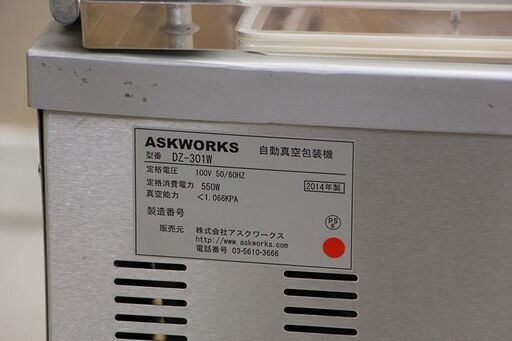 ASKWORKS 自動真空包装機
型番 DZ-301W
定格電圧 100V 50/60HZ
定格消費電力 550W 2014年製
真空能力 <1.066KPA
製造番号
PSE
販売元 株式会社アスクワークス
http://www.askworks.com
電話番号 03-5610-3666